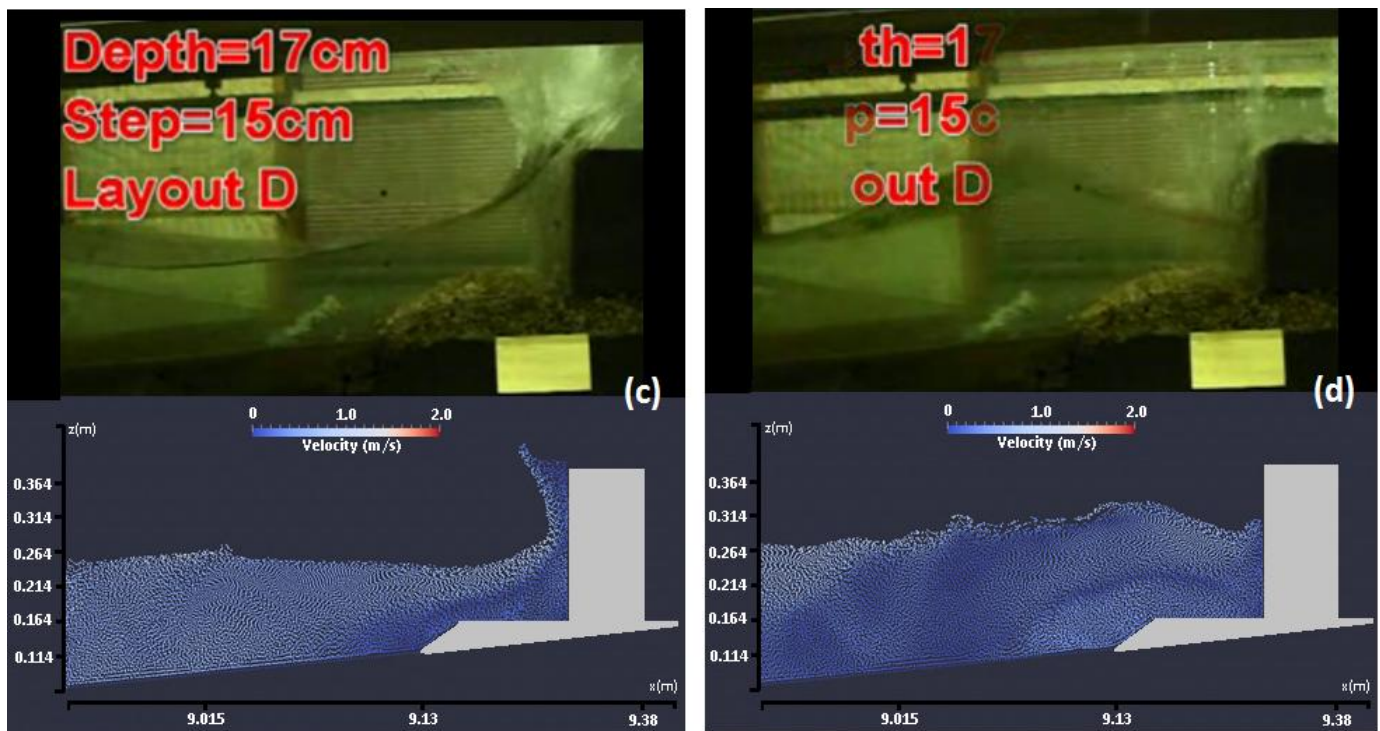 Depth=17cm
Step=15cm
Layout D
(c)
0 1.0 2.0
Velocity (m/s)
z(m)
0.364
0.314
0.264
0.214
0.164
0.114
x(m)
9.015 9.13 9.38
th=17
p=15c
out D
(d)
0 1.0 2.0
Velocity (m/s)
z(m)
0.364
0.314
0.264
0.214
0.164
0.114
x(m)
9.015 9.13 9.38